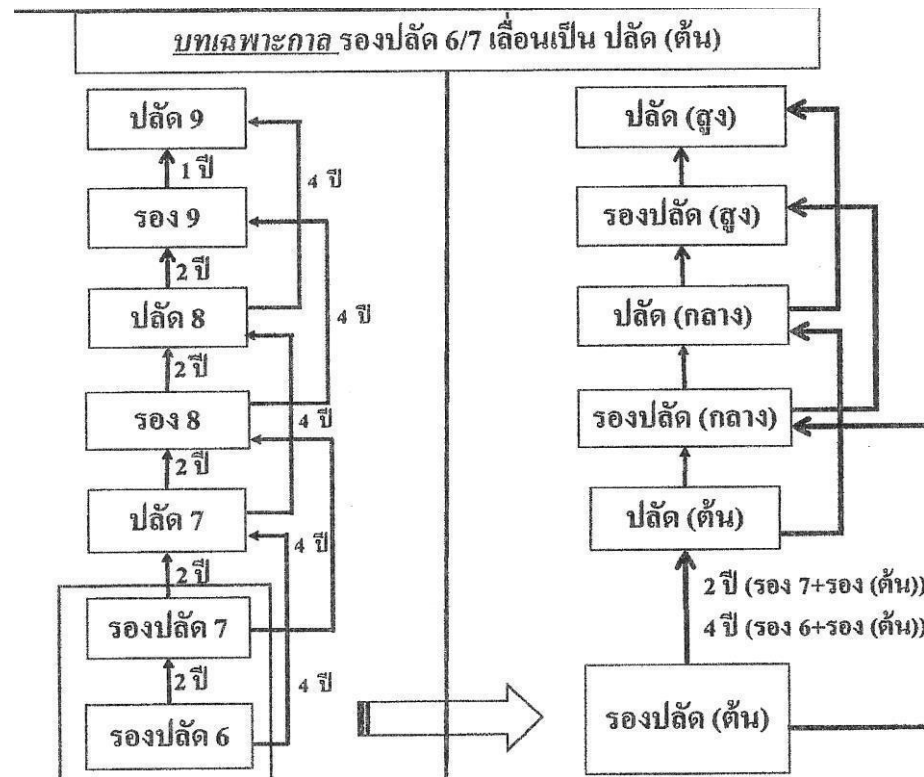 บทเฉพาะกาล รองปลัด 6/7 เลื่อนเป็น ปลัด (ต้น)
ปลัด 9
1 ปี
4 ปี
รอง 9
2 ปี
ปลัด 8
4 ปี
2 ปี
รอง 8
4 ปี
2 ปี
ปลัด 7
4 ปี
2 ปี
รองปลัด 7
2 ปี
4 ปี
รองปลัด 6
ปลัด (สูง)
รองปลัด (สูง)
ปลัด (กลาง)
รองปลัด (กลาง)
ปลัด (ต้น)
2 ปี (รอง 7+รอง (ต้น))
4 ปี (รอง 6+รอง (ต้น))
รองปลัด (ต้น)